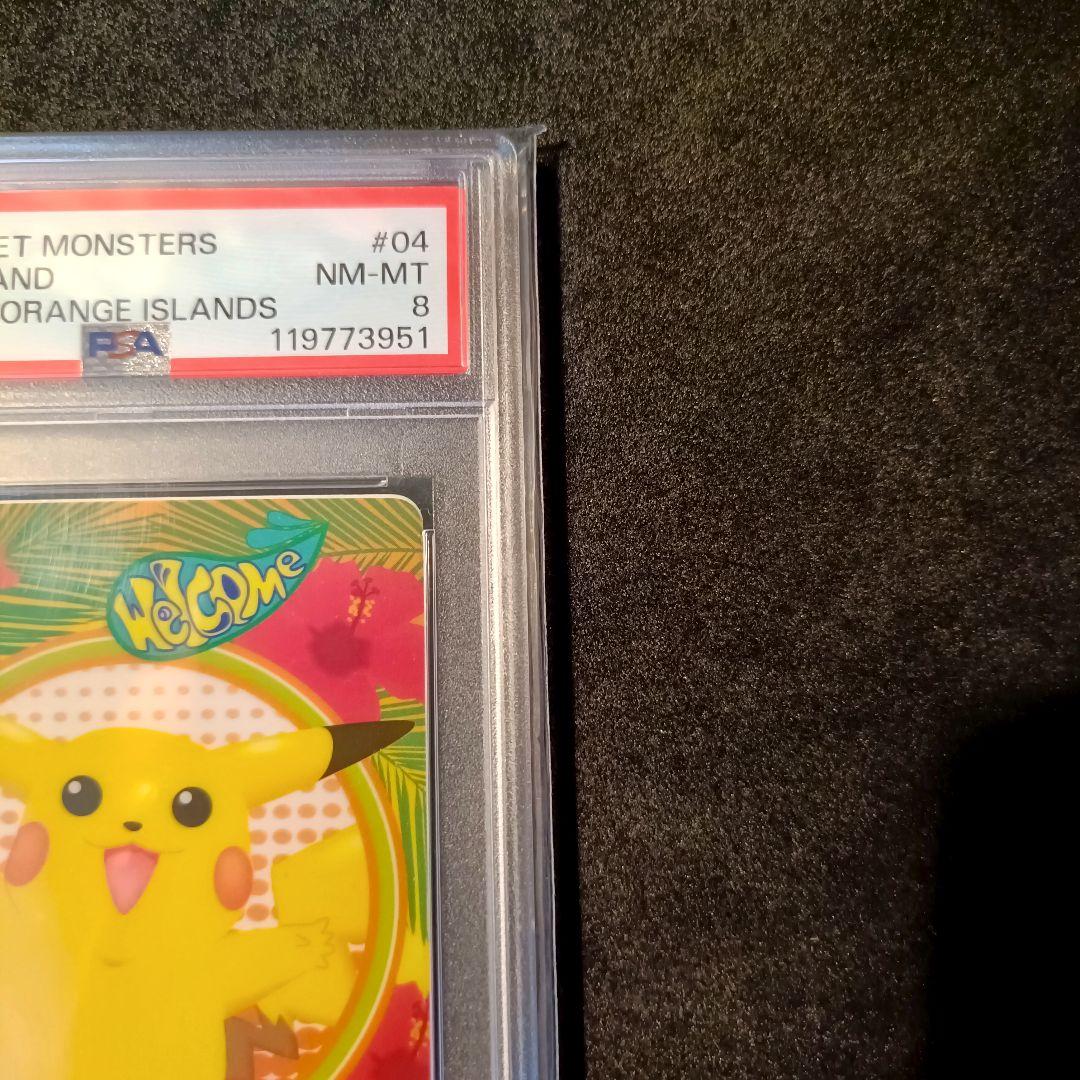 ET MONSTERS #04
AND NM-MT
ORANGE ISLANDS 8
PSA 119773951
Welcome